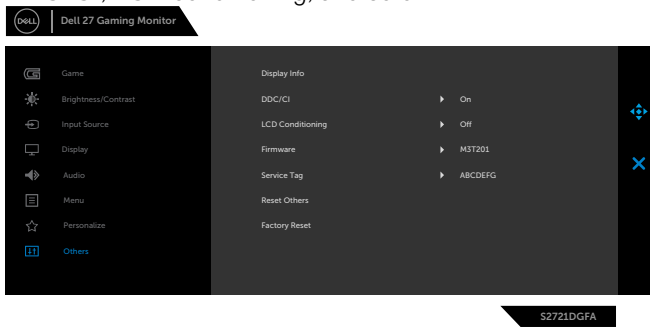 DELL
Dell 27 Gaming Monitor
Game
Display Info
Brightness/Contrast
DDC/CI
On
Input Source
LCD Conditioning
Off
Display
Firmware
M3T201
Audio
Service Tag
ABCDEFG
Menu
Reset Others
Personalize
Factory Reset
Others
S2721DGFA